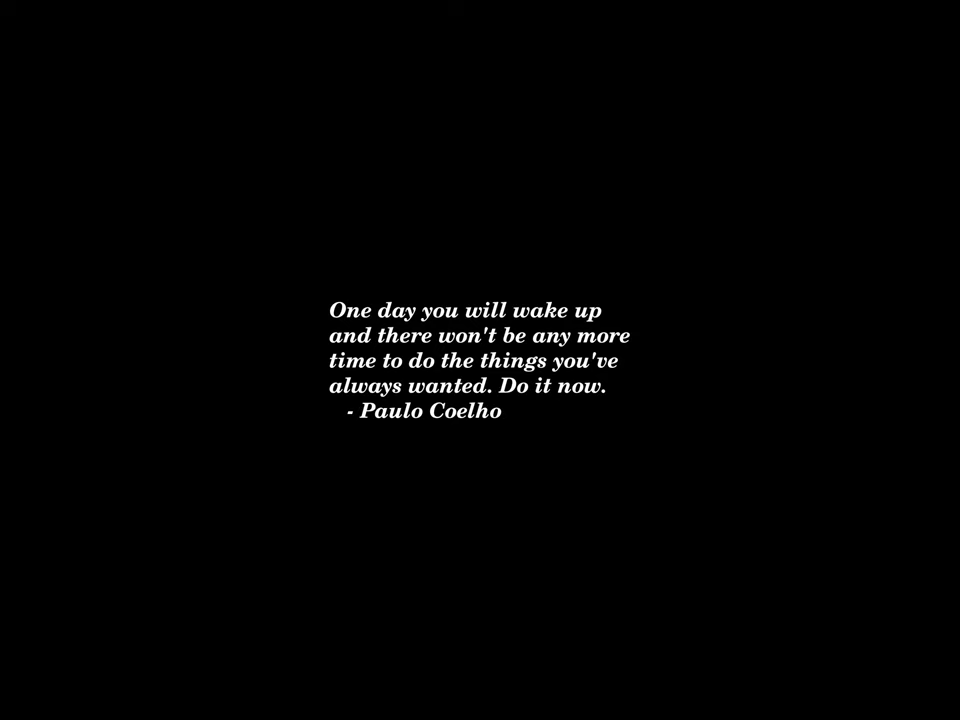 One day you will wake up
and there won't be any more
time to do the things you've
always wanted. Do it now.
- Paulo Coelho